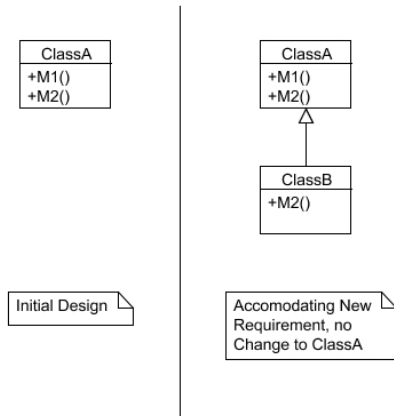 ClassA
+M1()
+M2()
Initial Design
ClassA
+M1()
+M2()
ClassB
+M2()
Accomodating New
Requirement, no
Change to ClassA